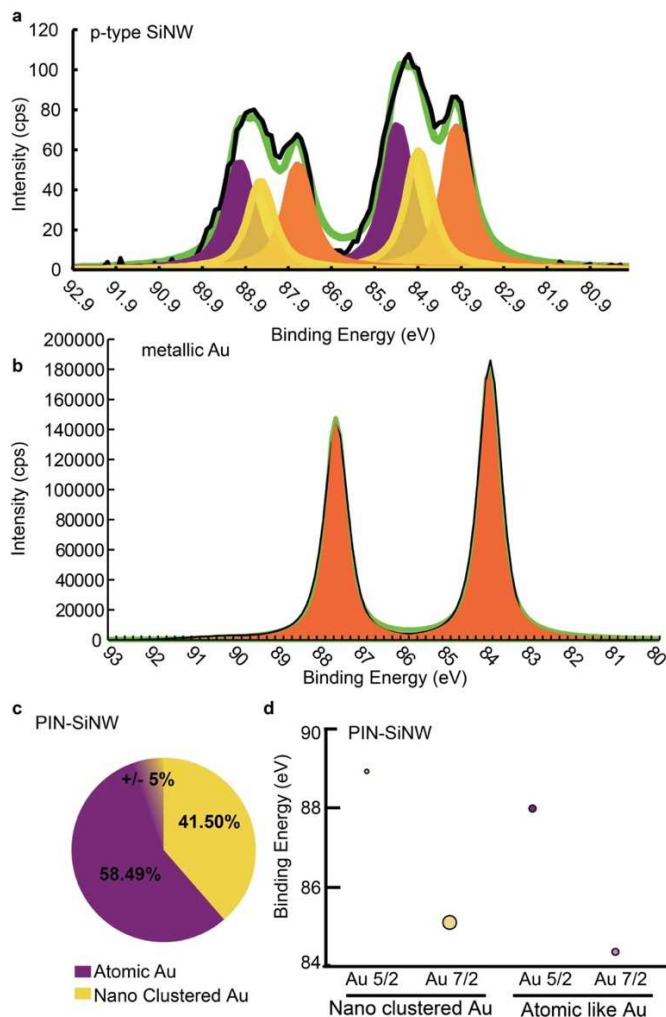 a
p-type SiNW
Intensity (cps)
120
100
80
60
40
20
0
92.9 91.9 90.9 89.9 88.9 87.9 86.9 85.9 84.9 83.9 82.9 81.9 80.9
Binding Energy (eV)
b
metallic Au
Intensity (cps)
200000
180000
160000
140000
120000
100000
80000
60000
40000
20000
0
93 92 91 90 89 88 87 86 85 84 83 82 81 80
Binding Energy (eV)
c
PIN-SiNW
+/- 5%
41.50%
58.49%
Atomic Au
Nano Clustered Au
d
PIN-SiNW
Binding Energy (eV)
90
88
86
84
Au 5/2 Au 7/2 Au 5/2 Au 7/2
Nano clustered Au Atomic like Au